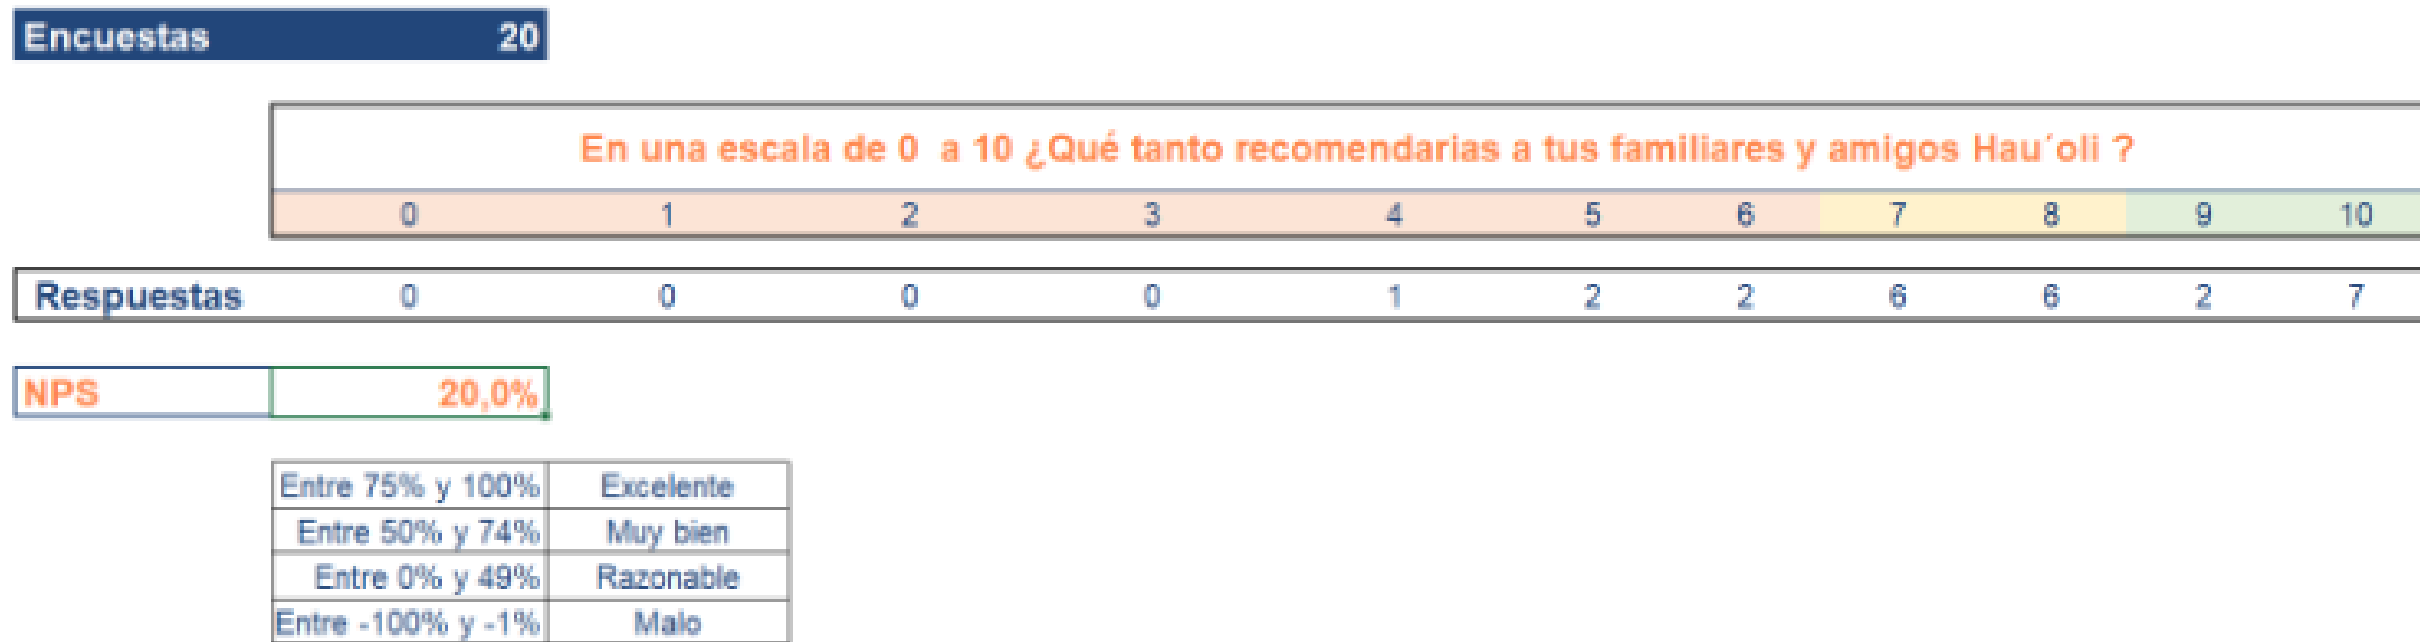 Encuestas 20
En una escala de 0 a 10 ¿Qué tanto recomendarias a tus familiares y amigos Hau´oli ?
0 1 2 3 4 5 6 7 8 9 10
Respuestas 0 0 0 0 1 2 2 6 6 2 7
NPS 20,0%
Entre 75% y 100% Excelente
Entre 50% y 74% Muy bien
Entre 0% y 49% Razonable
Entre -100% y -1% Malo